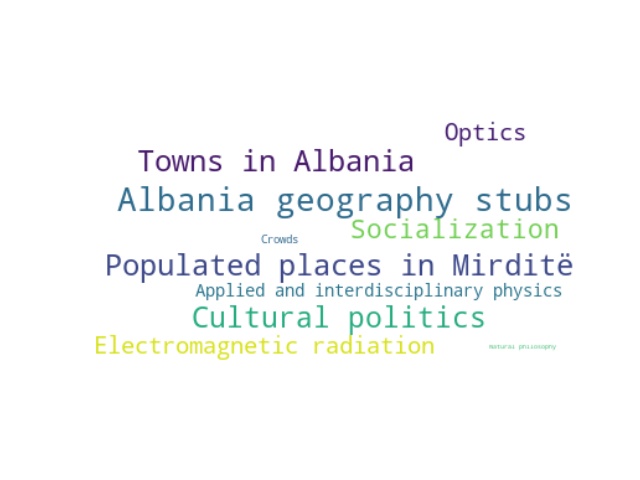 Optics
Towns in Albania
Albania geography stubs
Socialization
Crowds
Populated places in Mirditë
Applied and interdisciplinary physics
Cultural politics
Electromagnetic radiation
Natural philosophy